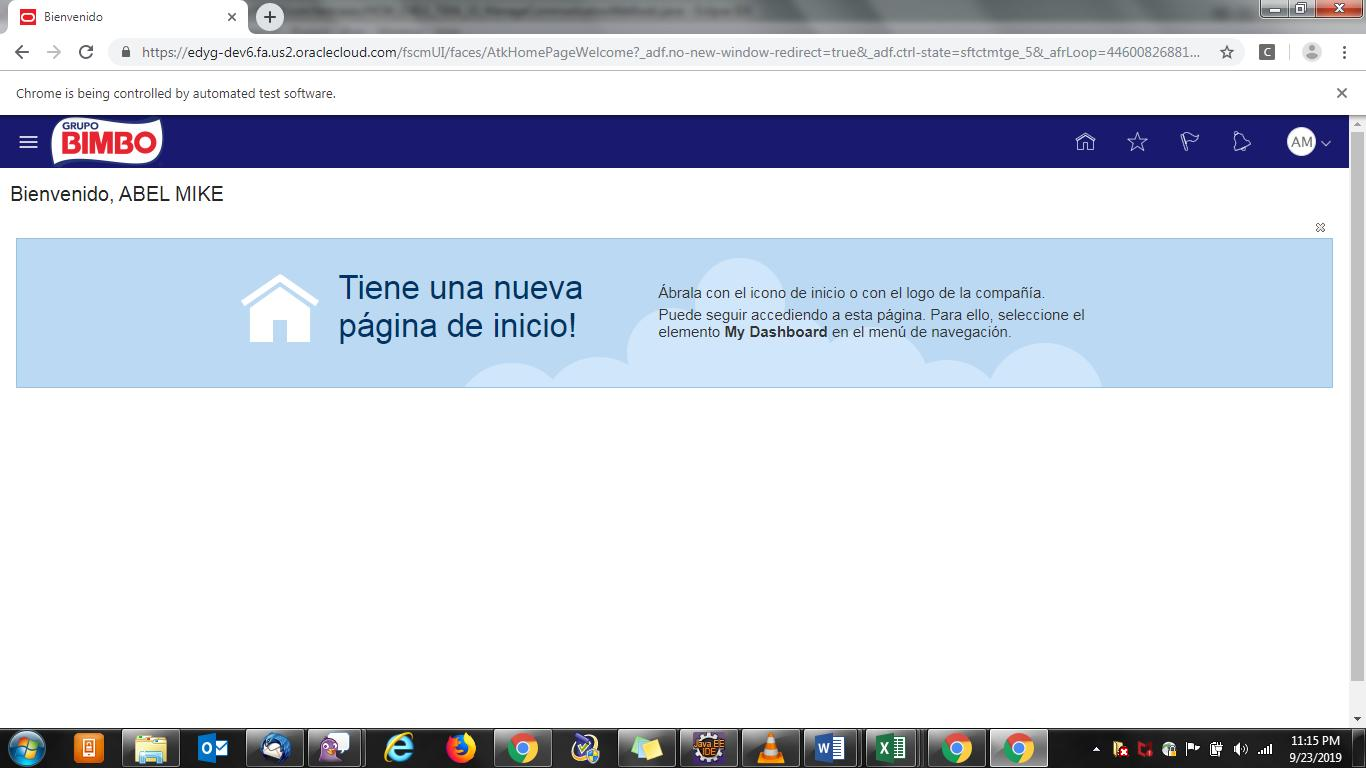 Bienvenido
https://edyg-dev6.fa.us2.oraclecloud.com/fscmUI/faces/AtkHomePageWelcome?_adf.no-new-window-redirect=true&_adf.ctrl-state=sftctmtge_5&_afrLoop=44600826881...
C
Chrome is being controlled by automated test software.
GRUPO
BIMBO
AM
Bienvenido, ABEL MIKE
Tiene una nueva
página de inicio!
Ábrala con el icono de inicio o con el logo de la compañía.
Puede seguir accediendo a esta página. Para ello, seleccione el
elemento My Dashboard en el menú de navegación.
Java EE
IDE
11:15 PM
9/23/2019